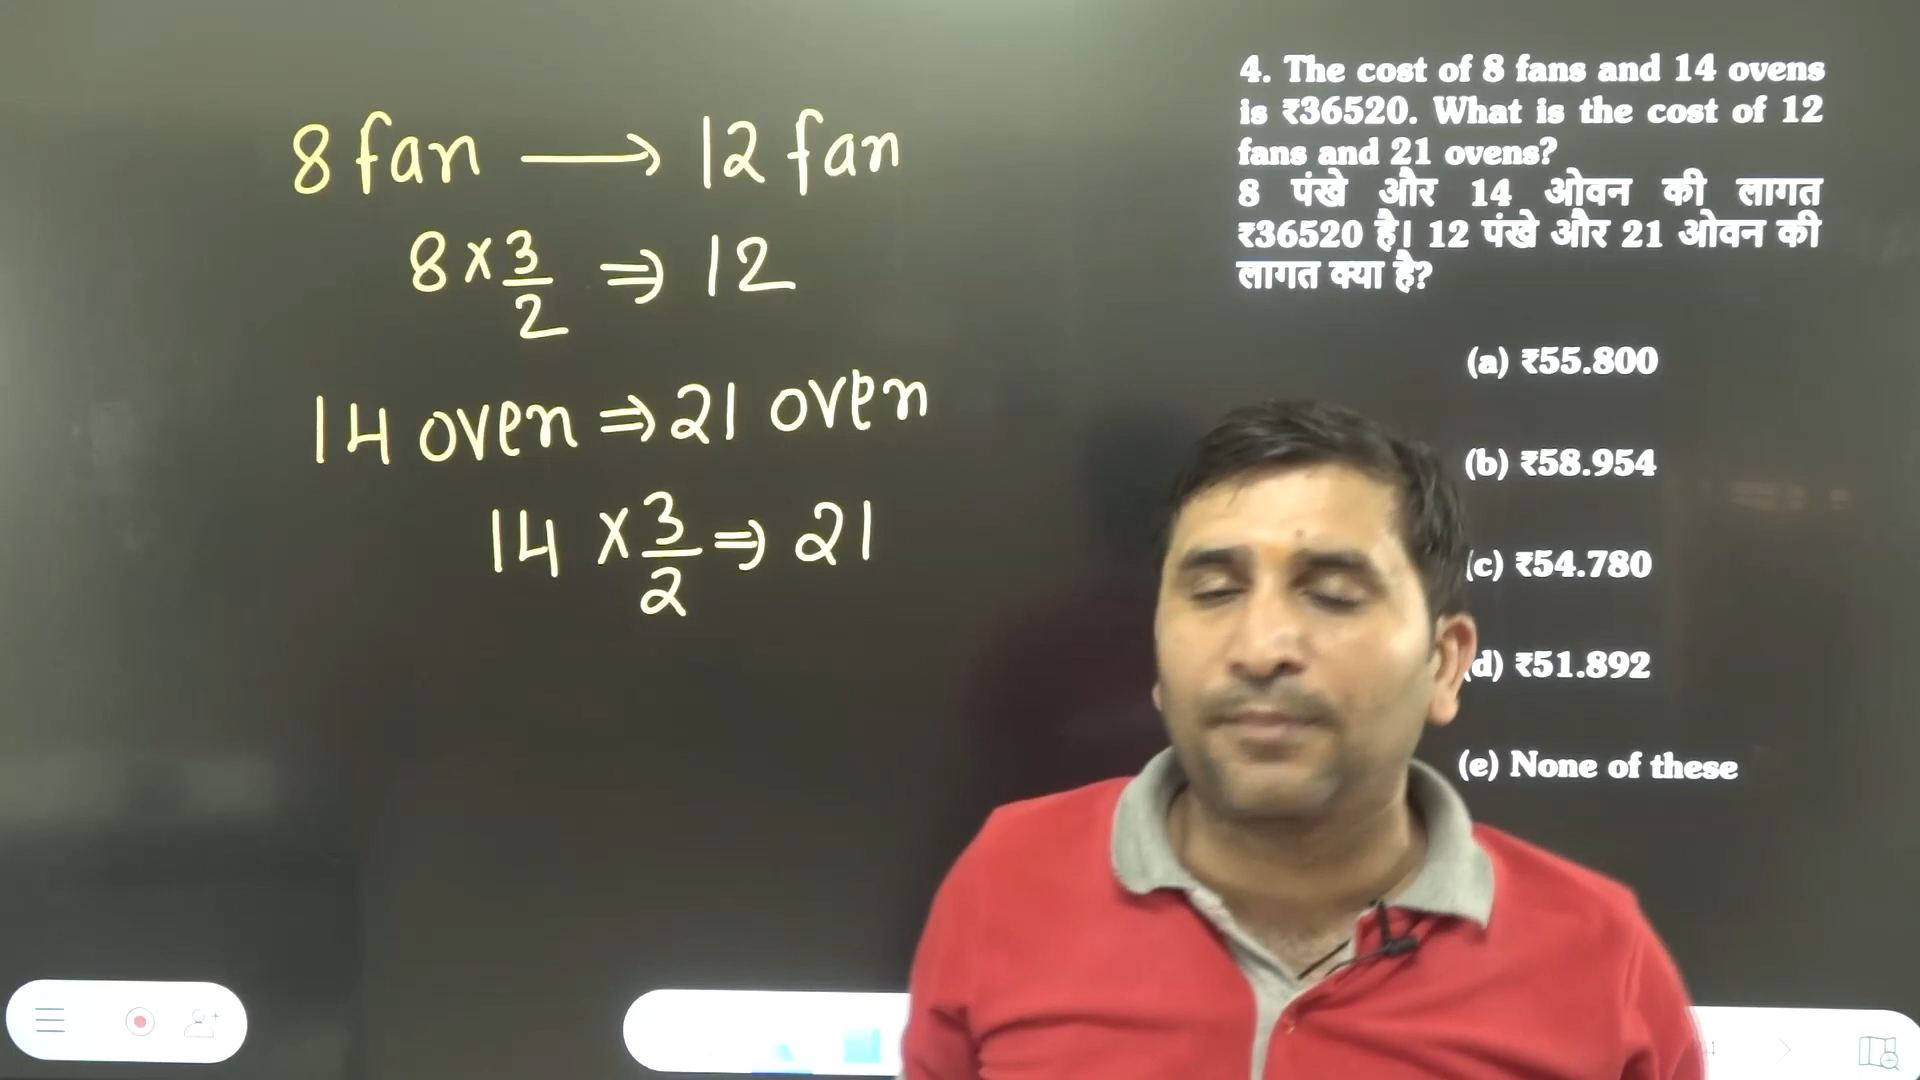 8 fan → 12 fan
8 × 3/2 ⇒ 12
14 oven ⇒ 21 oven
14 × 3/2 ⇒ 21
4. The cost of 8 fans and 14 ovens
is ₹36520. What is the cost of 12
fans and 21 ovens?
8 पंखे और 14 ओवन की लागत
₹36520 है। 12 पंखे और 21 ओवन की
लागत क्या है?
(a) ₹55.800
(b) ₹58.954
(c) ₹54.780
(d) ₹51.892
(e) None of these